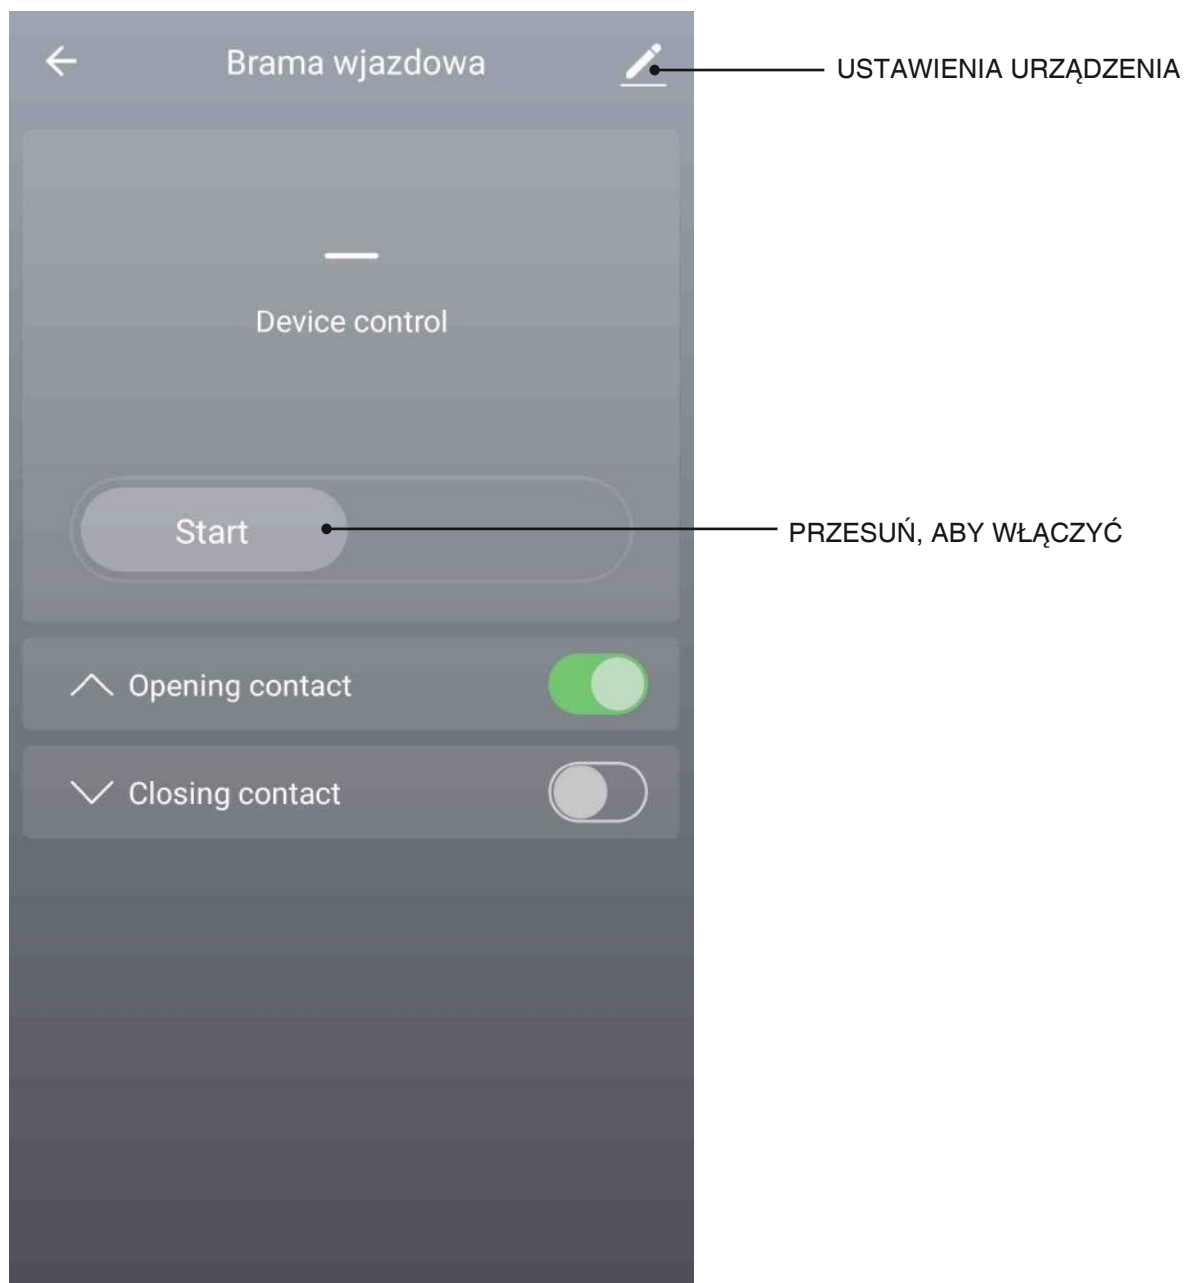 Brama wjazdowa
USTAWIENIA URZĄDZENIA
Device control
Start
PRZESUŃ, ABY WŁĄCZYĆ
Opening contact
Closing contact